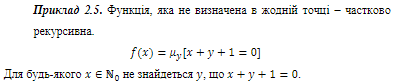 Приклад 2.5. Функція, яка не визначена в жодній точці – частково
рекурсивна.
f(x) = μ_y[x + y + 1 = 0]
Для будь-якого x ∈ ℕ₀ не знайдеться y, що x + y + 1 = 0.